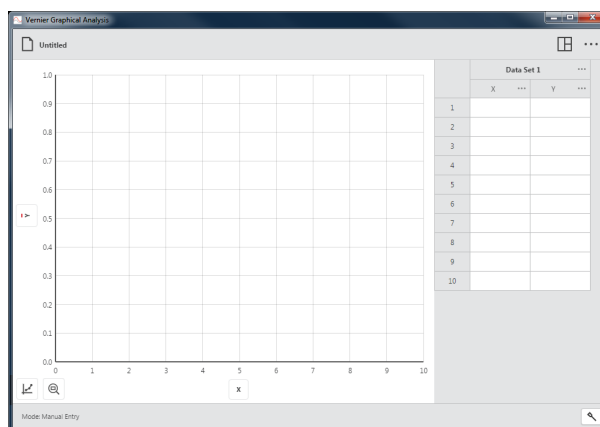 Vernier Graphical Analysis
Untitled
Data Set 1 ...
X ... Y ...
1
2
3
4
5
6
7
8
9
10
1.0
0.9
0.8
0.7
0.6
0.5
0.4
0.3
0.2
0.1
0.0
Y
0 1 2 3 4 5 6 7 8 9 10
X
Mode: Manual Entry